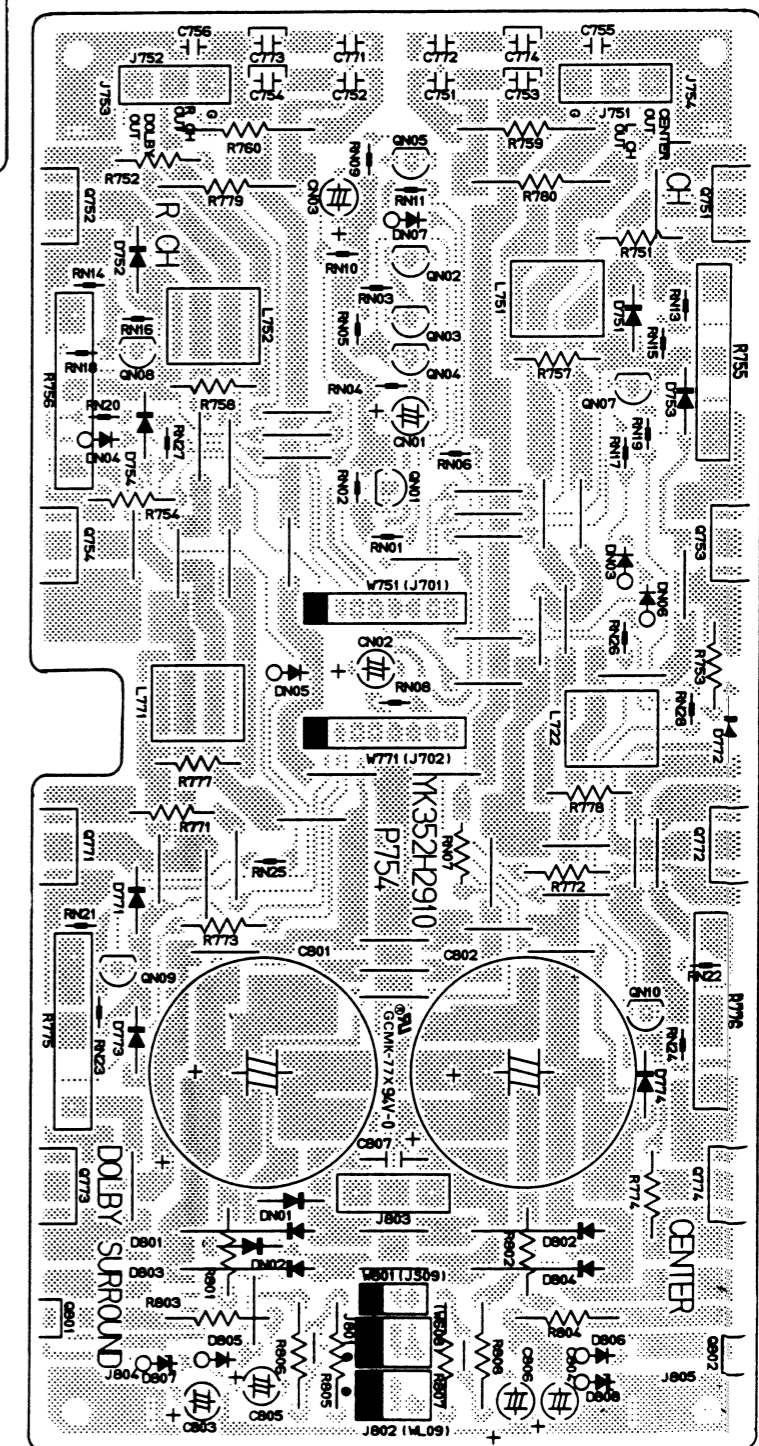 C756
C773
C771
C772
C774
C755
J752
J753
C754
C752
C751
C753
J751
J754
G
R CH
OUT
DOLBY
OUT
G
L CH
OUT
CENTER
OUT
R760
R759
R752
R779
RN09
QN05
CN03
RN11
DN07
R780
R751
Q752
Q751
R CH
CH
D752
RN14
RN10
QN02
RN03
L752
L751
D751
RN13
RN16
RN05
QN03
RN15
R755
RN18
QN08
QN04
R757
R756
R758
RN04
QN07
D753
RN20
CN01
DN04
D754
RN27
RN06
RN17
RN19
R754
RN02
QN01
Q754
RN01
Q753
DN03
DN06
W751 (J701)
RN26
CN02
R753
L771
DN05
RN08
L722
RN28
D772
W771 (J702)
R777
R778
R771
YK352H2910
P754
RN07
Q771
Q772
RN25
R772
D771
RN21
R773
C801
C802
QN09
RN22
R775
RN23
D773
QN10
R776
RN24
D774
GCMK-77X 94V-0
C807
Q773
Q774
R774
J803
DN01
D801
D802
DN02
D803
R801
R802
D804
DOLBY SURROUND
CENTER
W801 (J509)
Q801
R803
R804
R806
R805
R808
R807
D805
D806
Q802
J804
D807
C803
C805
C806
D808
J805
J802 (WL09)